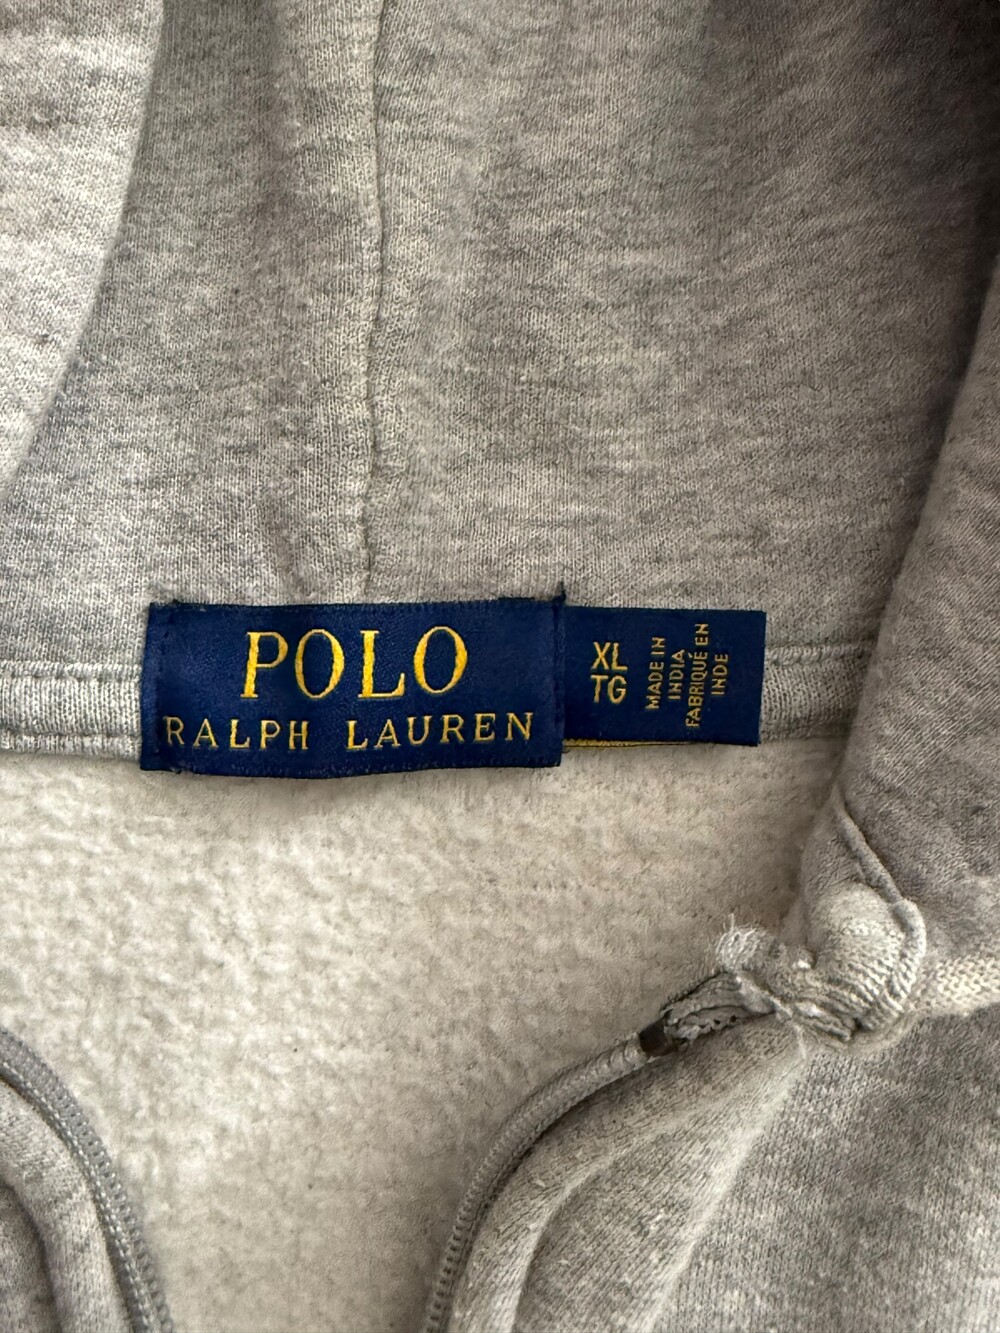 POLO
RALPH LAUREN
XL
TG
MADE IN
INDIA
FABRIQUÉ EN
INDE